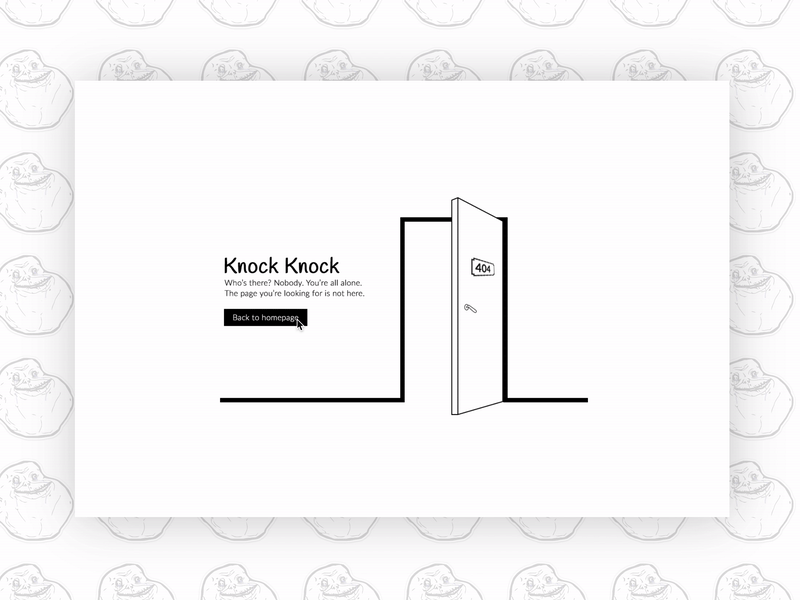 Knock Knock
Who's there? Nobody. You're all alone.
The page you're looking for is not here.
Back to homepage
404